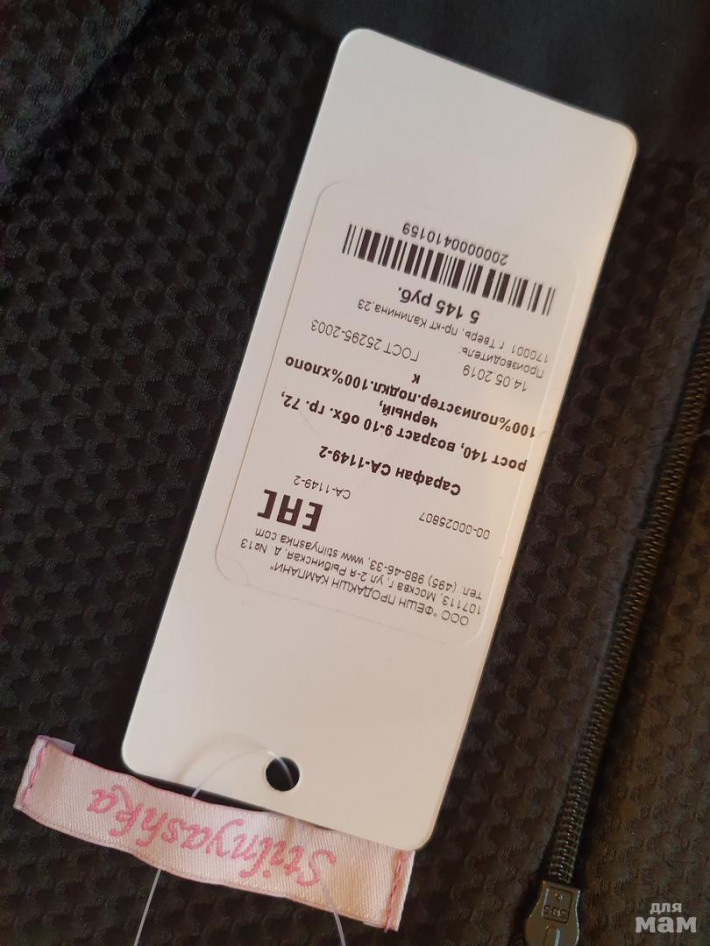 ООО "ФЕШН ПРОДАКШН КАМПАНИ"
107113, Москва г, ул 2-я Рыбинская, д. №13
тел: (495) 988-46-33, www.stilnyashka.com
00-00025807
ЕАС
СА-1149-2
Сарафан СА-1149-2
рост 140, возраст 9-10 обх. гр. 72,
черный,
100%полиэстер.подкл.100%хлопо
к
14.05.2019
ГОСТ 25295-2003
Производитель:
170001 г.Тверь, пр-кт Калинина,23
5 145 руб.
2000000410159
Stilnyashka
для
мам